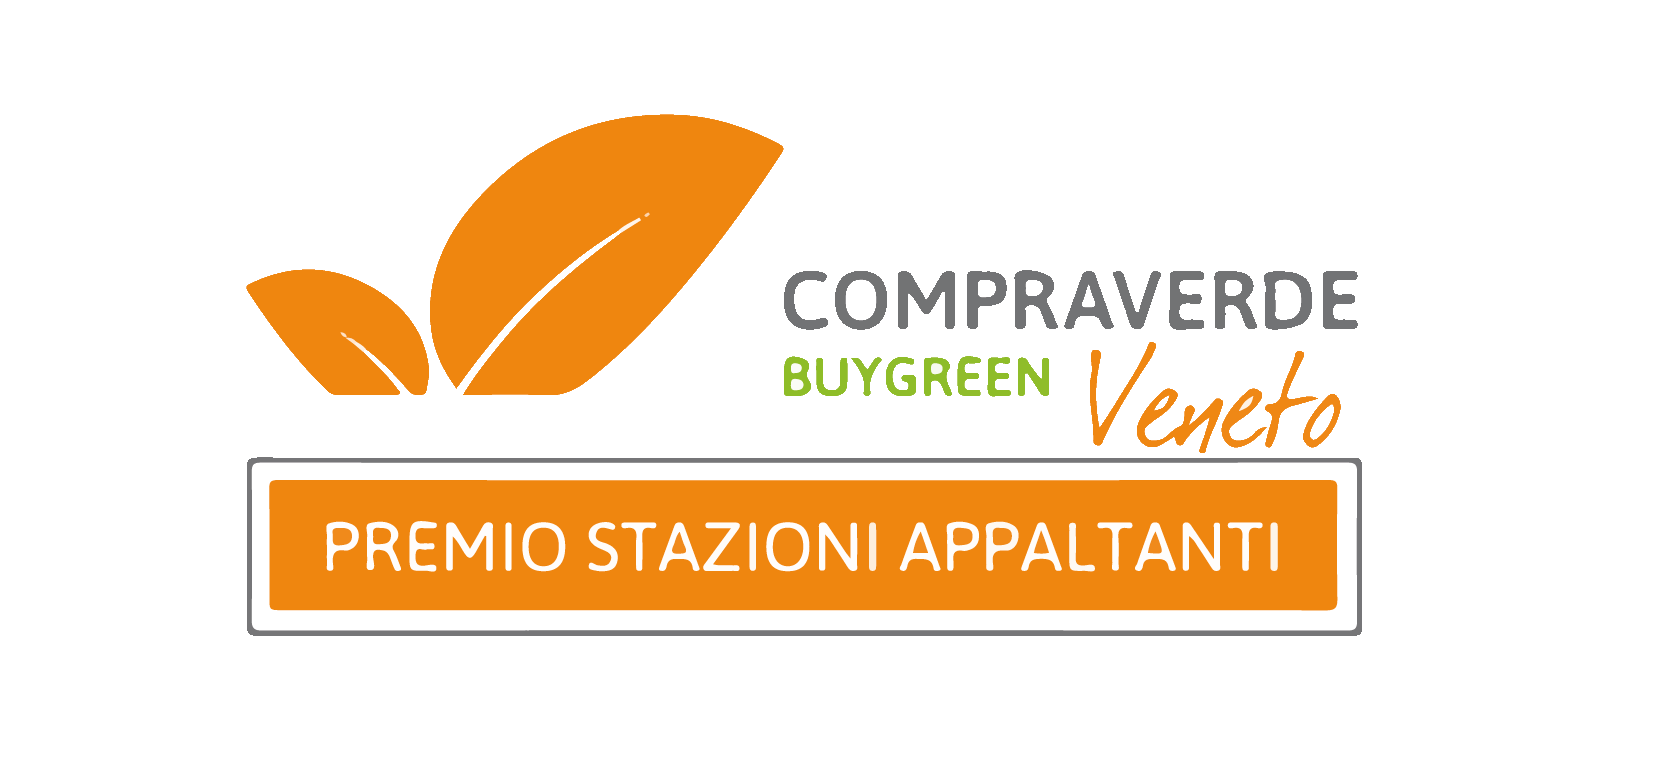 COMPRAVERDE
BUYGREEN Veneto
PREMIO STAZIONI APPALTANTI